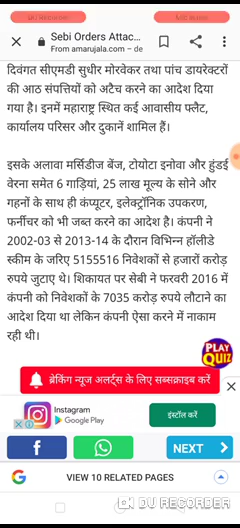 Sebi Orders Attac...
From amarujala.com – de
दिवंगत सीएमडी सुधीर मोरवेकर तथा पांच डायरेक्टरों
की आठ संपत्तियों को अटैच करने का आदेश दिया
गया है। इनमें महाराष्ट्र स्थित कई आवासीय फ्लैट,
कार्यालय परिसर और दुकानें शामिल हैं।
इसके अलावा मर्सिडीज बेंज, टोयोटा इनोवा और हुंडई
वेरना समेत 6 गाड़ियां, 25 लाख मूल्य के सोने और
गहनों के साथ ही कंप्यूटर, इलेक्ट्रॉनिक उपकरण,
फर्नीचर को भी जब्त करने का आदेश है। कंपनी ने
2002-03 से 2013-14 के दौरान विभिन्न हॉलीडे
स्कीम के जरिए 5155516 निवेशकों से हजारों करोड़
रुपये जुटाए थे। शिकायत पर सेबी ने फरवरी 2016 में
कंपनी को निवेशकों के 7035 करोड़ रुपये लौटाने का
आदेश दिया था लेकिन कंपनी ऐसा करने में नाकाम
रही थी।
PLAY
QUIZ
ब्रेकिंग न्यूज अलर्ट्स के लिए सब्सक्राइब करें
Instagram
Google Play
इंस्टॉल करें
NEXT
VIEW 10 RELATED PAGES
DU RECORDER